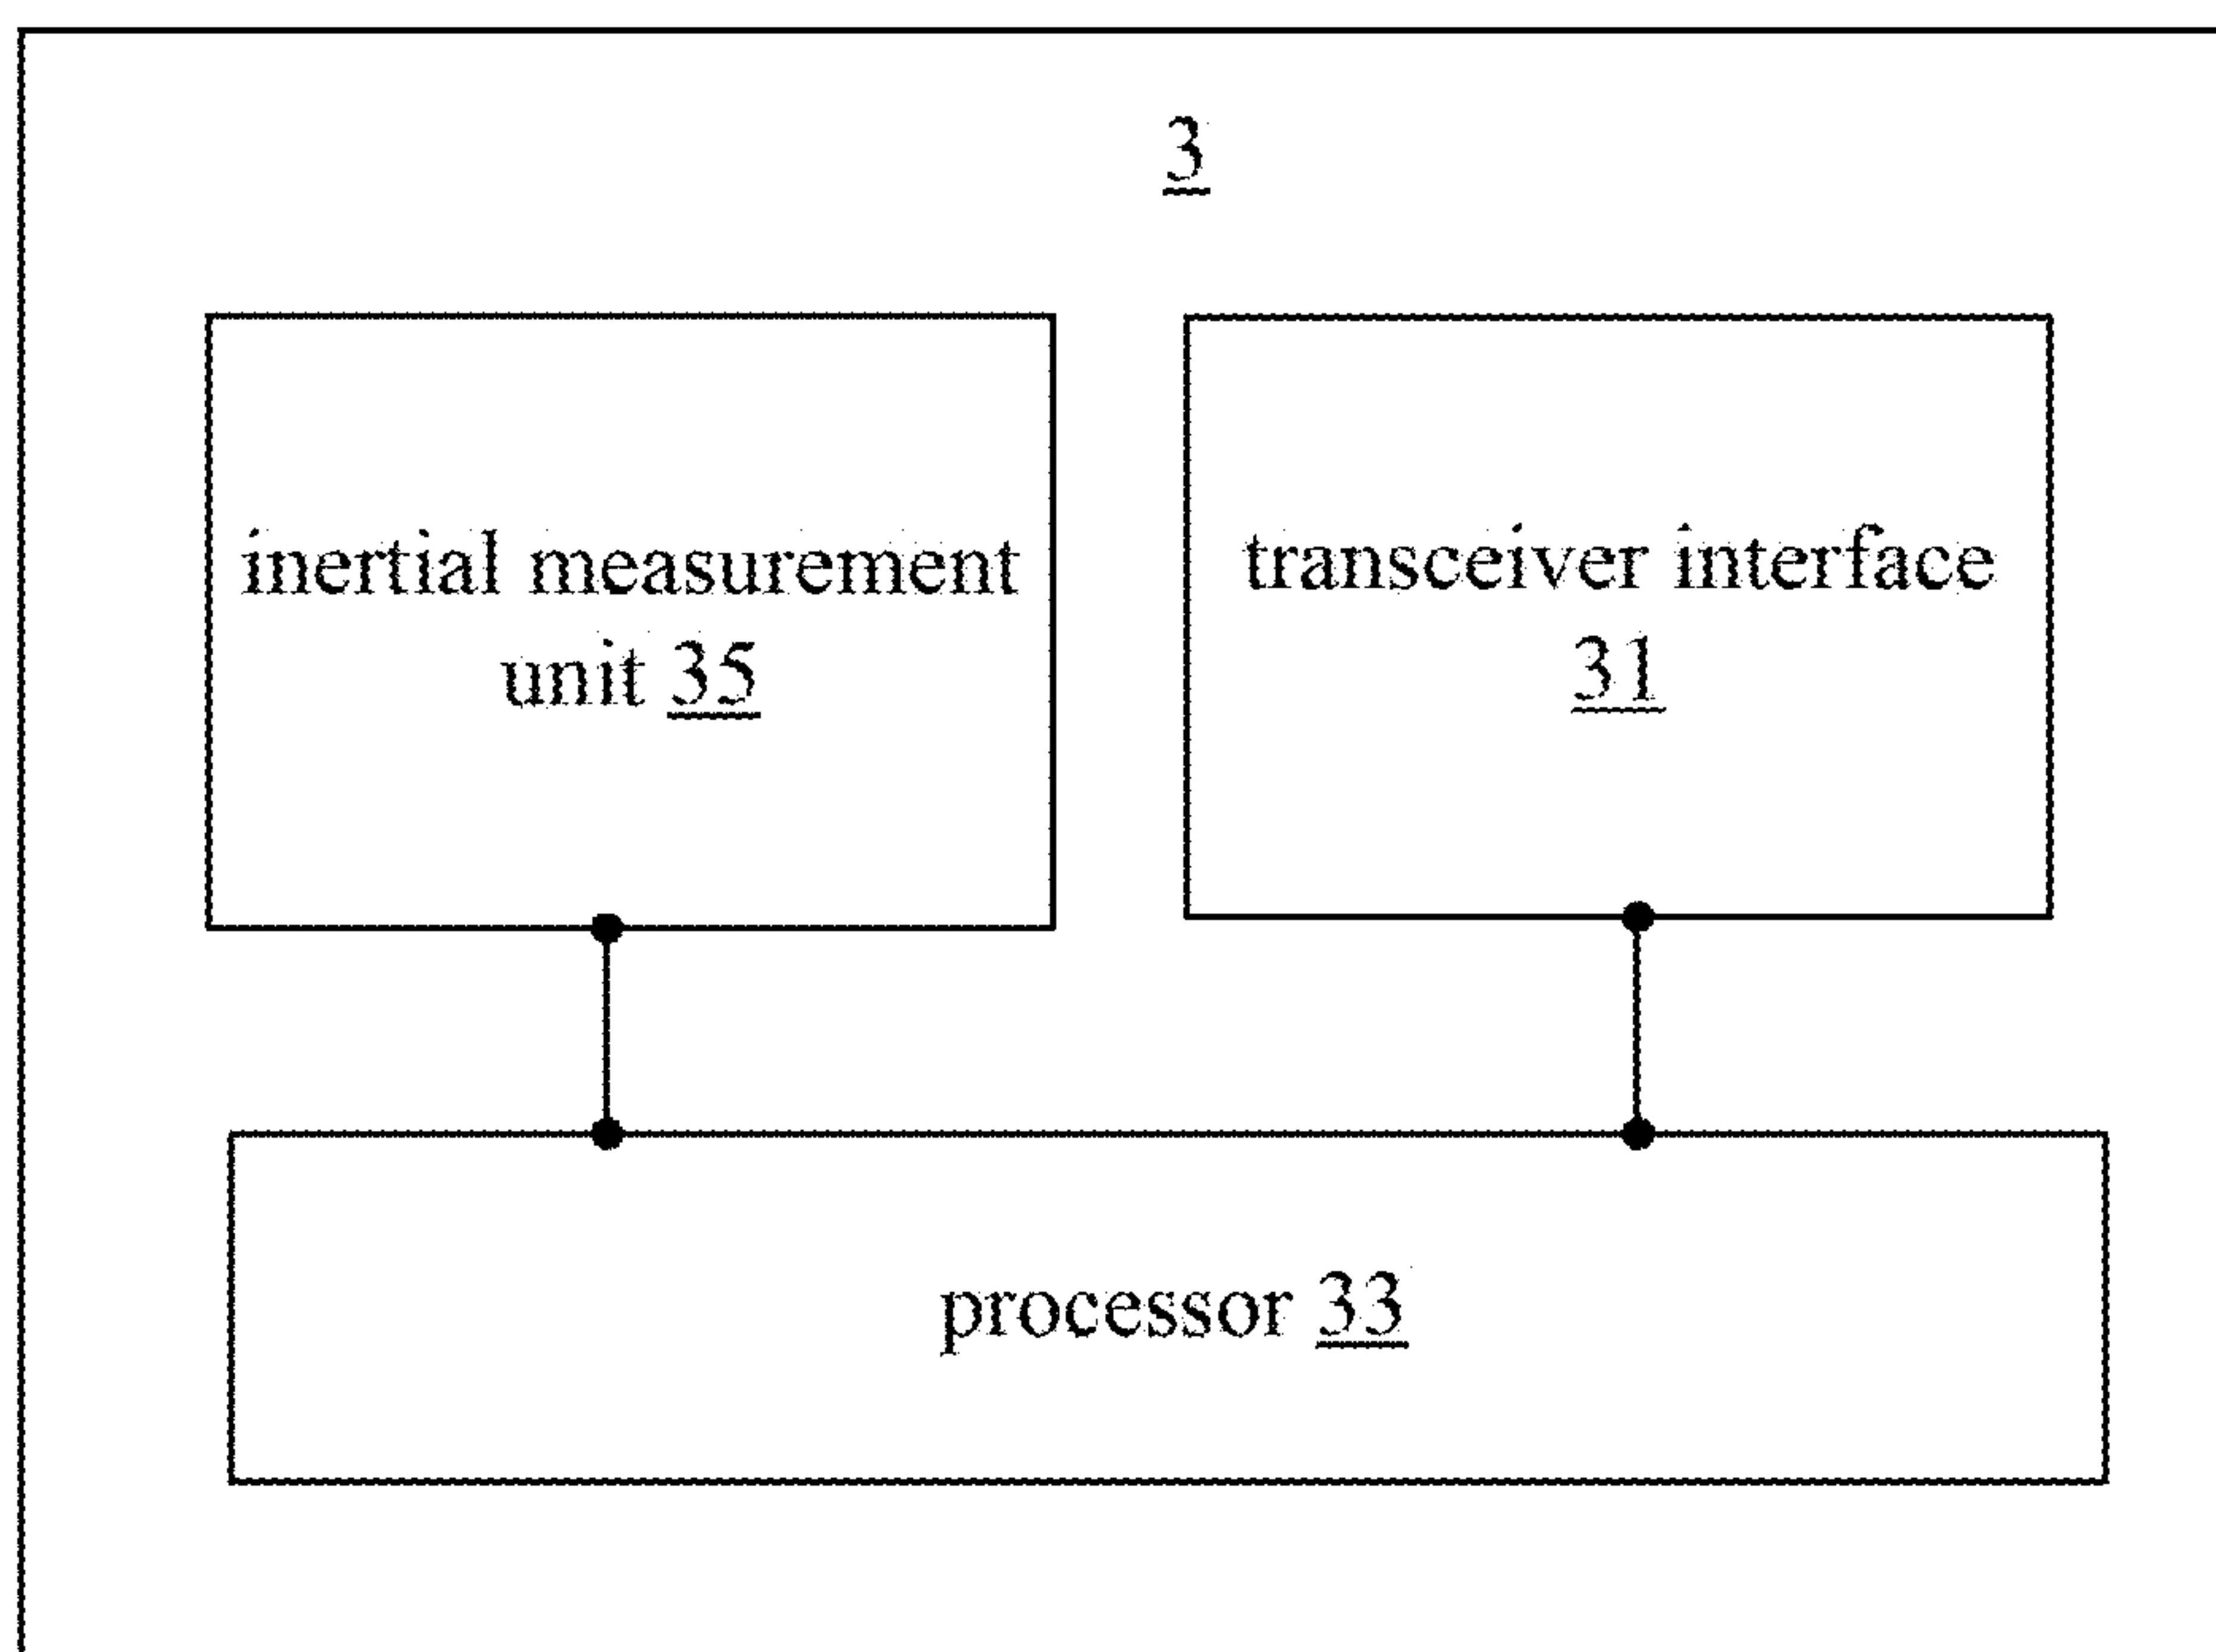 3
inertial measurement
unit 35
transceiver interface
31
processor 33